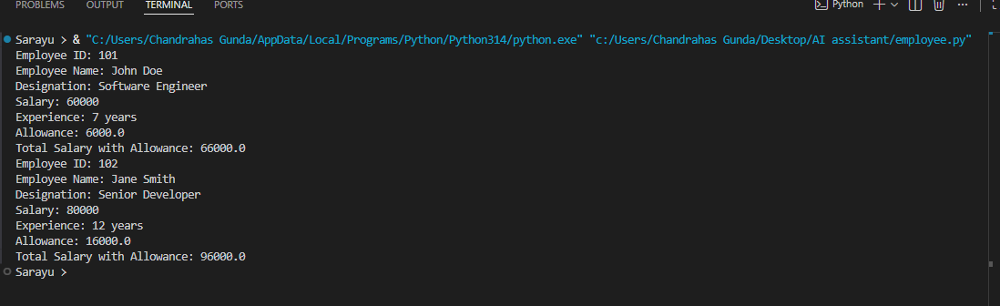 PROBLEMS OUTPUT TERMINAL PORTS Python
Sarayu > & "C:/Users/Chandrahas Gunda/AppData/Local/Programs/Python/Python314/python.exe" "c:/Users/Chandrahas Gunda/Desktop/AI assistant/employee.py"
Employee ID: 101
Employee Name: John Doe
Designation: Software Engineer
Salary: 60000
Experience: 7 years
Allowance: 6000.0
Total Salary with Allowance: 66000.0
Employee ID: 102
Employee Name: Jane Smith
Designation: Senior Developer
Salary: 80000
Experience: 12 years
Allowance: 16000.0
Total Salary with Allowance: 96000.0
Sarayu >